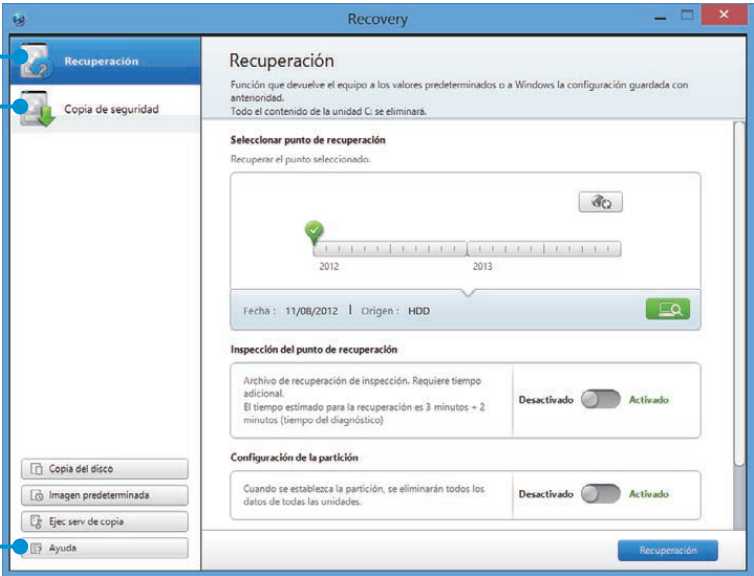 Recovery
Recuperación
Copia de seguridad
Copia del disco
Imagen predeterminada
Ejec serv de copia
Ayuda
Recuperación
Función que devuelve el equipo a los valores predeterminados o a Windows la configuración guardada con
anterioridad.
Todo el contenido de la unidad C: se eliminará.
Seleccionar punto de recuperación
Recuperar el punto seleccionado.
2012 2013
Fecha : 11/08/2012 | Origen : HDD
Inspección del punto de recuperación
Archivo de recuperación de inspección. Requiere tiempo
adicional.
El tiempo estimado para la recuperación es 3 minutos + 2
minutos (tiempo del diagnóstico)
Desactivado Activado
Configuración de la partición
Cuando se establezca la partición, se eliminarán todos los
datos de todas las unidades.
Desactivado Activado
Recuperación